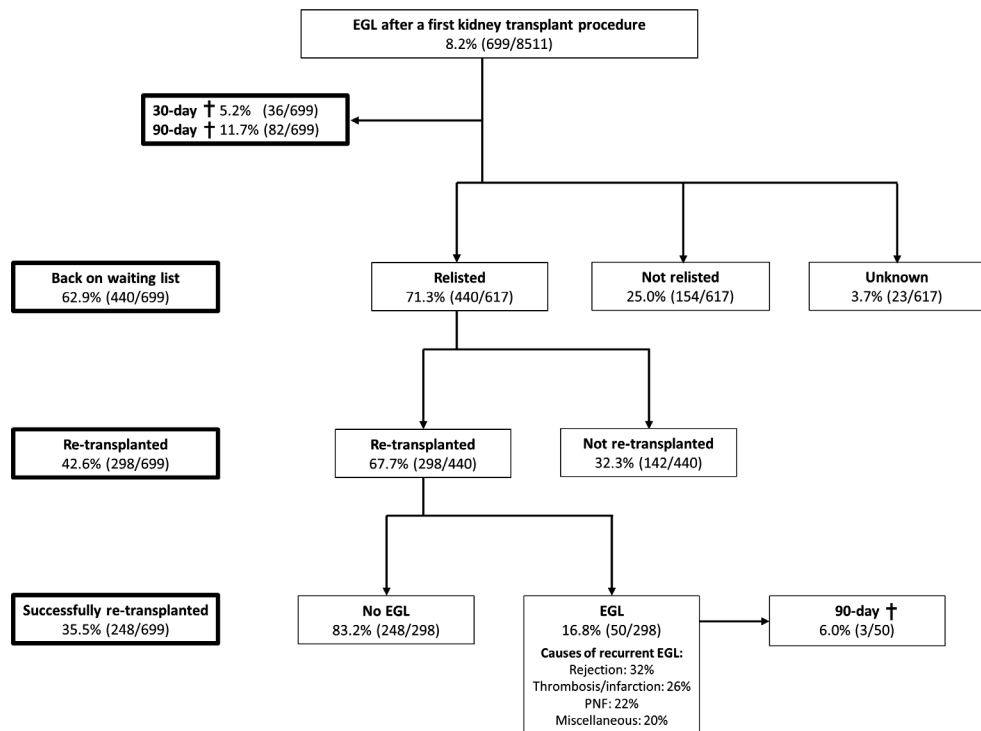 EGL after a first kidney transplant procedure
8.2% (699/8511)
30-day † 5.2% (36/699)
90-day † 11.7% (82/699)
Back on waiting list
62.9% (440/699)
Relisted
71.3% (440/617)
Not relisted
25.0% (154/617)
Unknown
3.7% (23/617)
Re-transplanted
42.6% (298/699)
Re-transplanted
67.7% (298/440)
Not re-transplanted
32.3% (142/440)
Successfully re-transplanted
35.5% (248/699)
No EGL
83.2% (248/298)
EGL
16.8% (50/298)
Causes of recurrent EGL:
Rejection: 32%
Thrombosis/infarction: 26%
PNF: 22%
Miscellaneous: 20%
90-day †
6.0% (3/50)